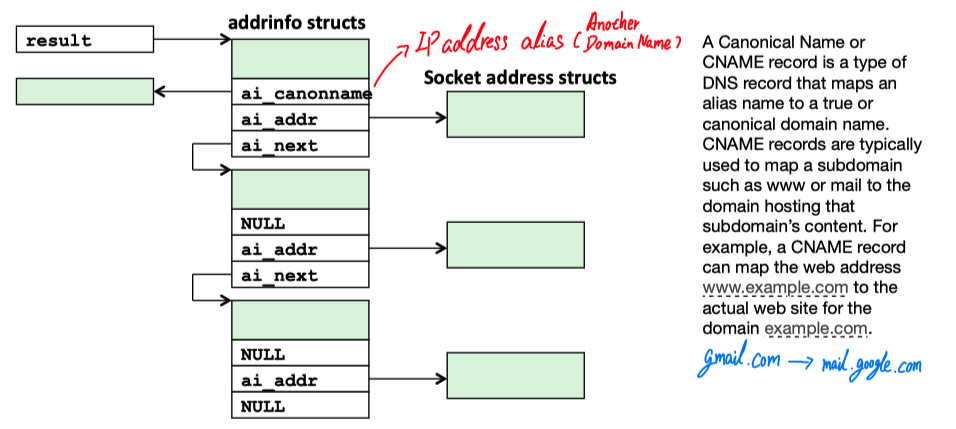 addrinfo structs
result
IP address alias (Another
Domain Name)
Socket address structs
ai_canonname
ai_addr
ai_next
NULL
ai_addr
ai_next
NULL
ai_addr
NULL
A Canonical Name or
CNAME record is a type of
DNS record that maps an
alias name to a true or
canonical domain name.
CNAME records are typically
used to map a subdomain
such as www or mail to the
domain hosting that
subdomain’s content. For
example, a CNAME record
can map the web address
www.example.com to the
actual web site for the
domain example.com.
gmail.com → mail.google.com